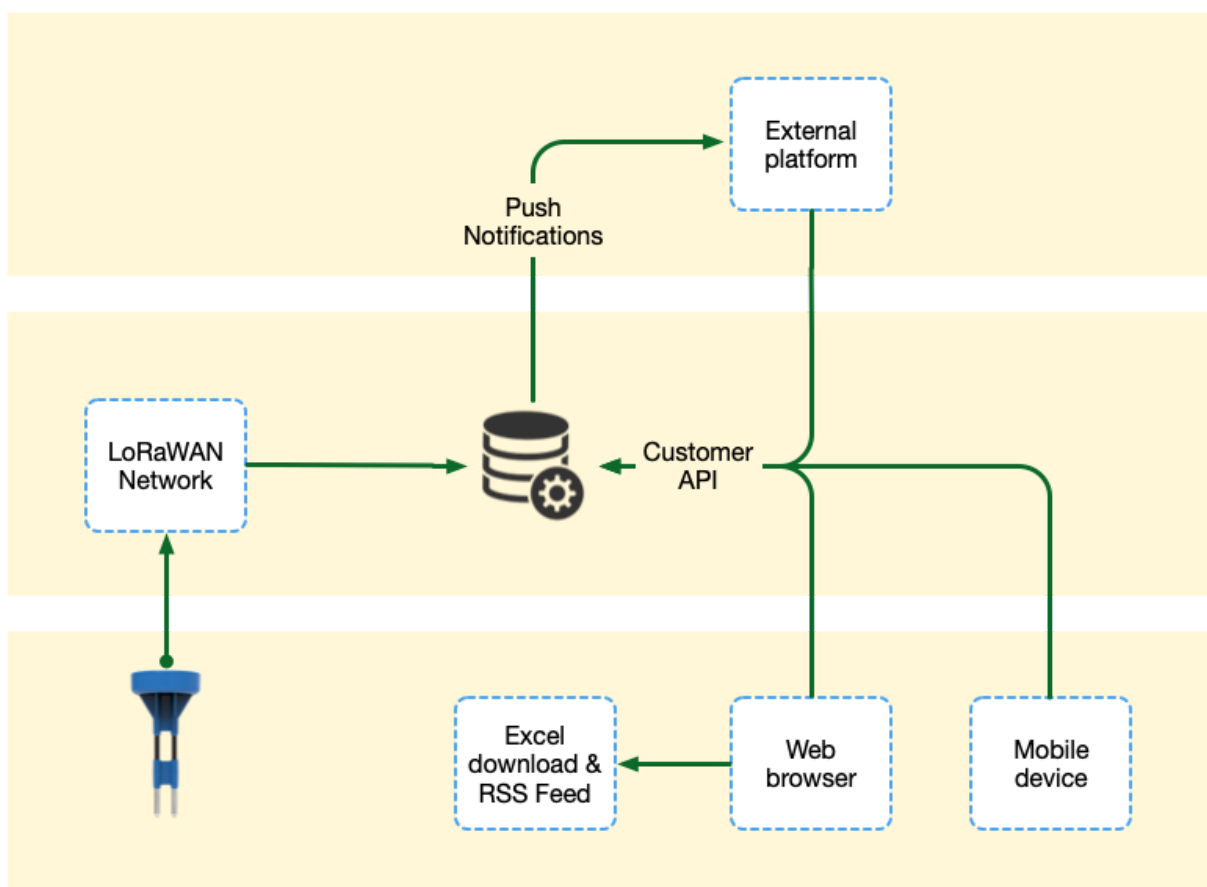 External
platform
Push
Notifications
LoRaWAN
Network
Customer
API
Excel
download &
RSS Feed
Web
browser
Mobile
device